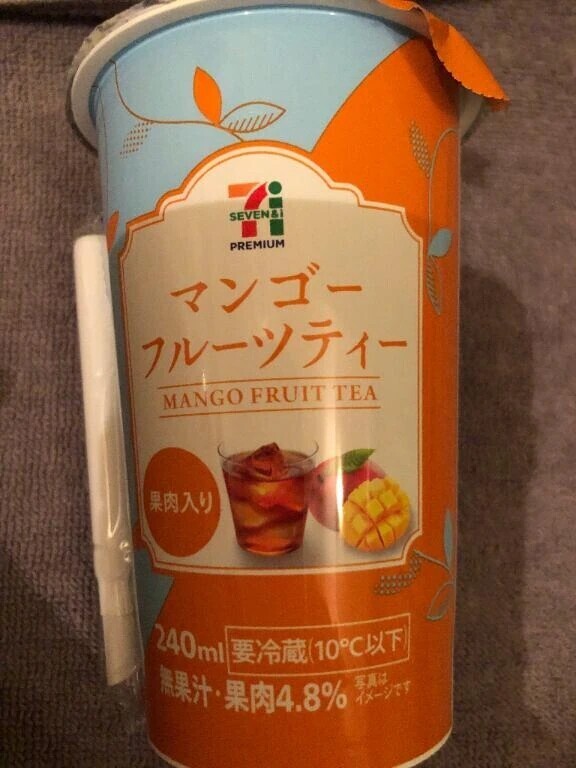 SEVEN&i
PREMIUM
マンゴー
フルーツティー
MANGO FRUIT TEA
果肉入り
240ml 要冷蔵(10℃以下)
無果汁・果肉4.8% 写真は
イメージです